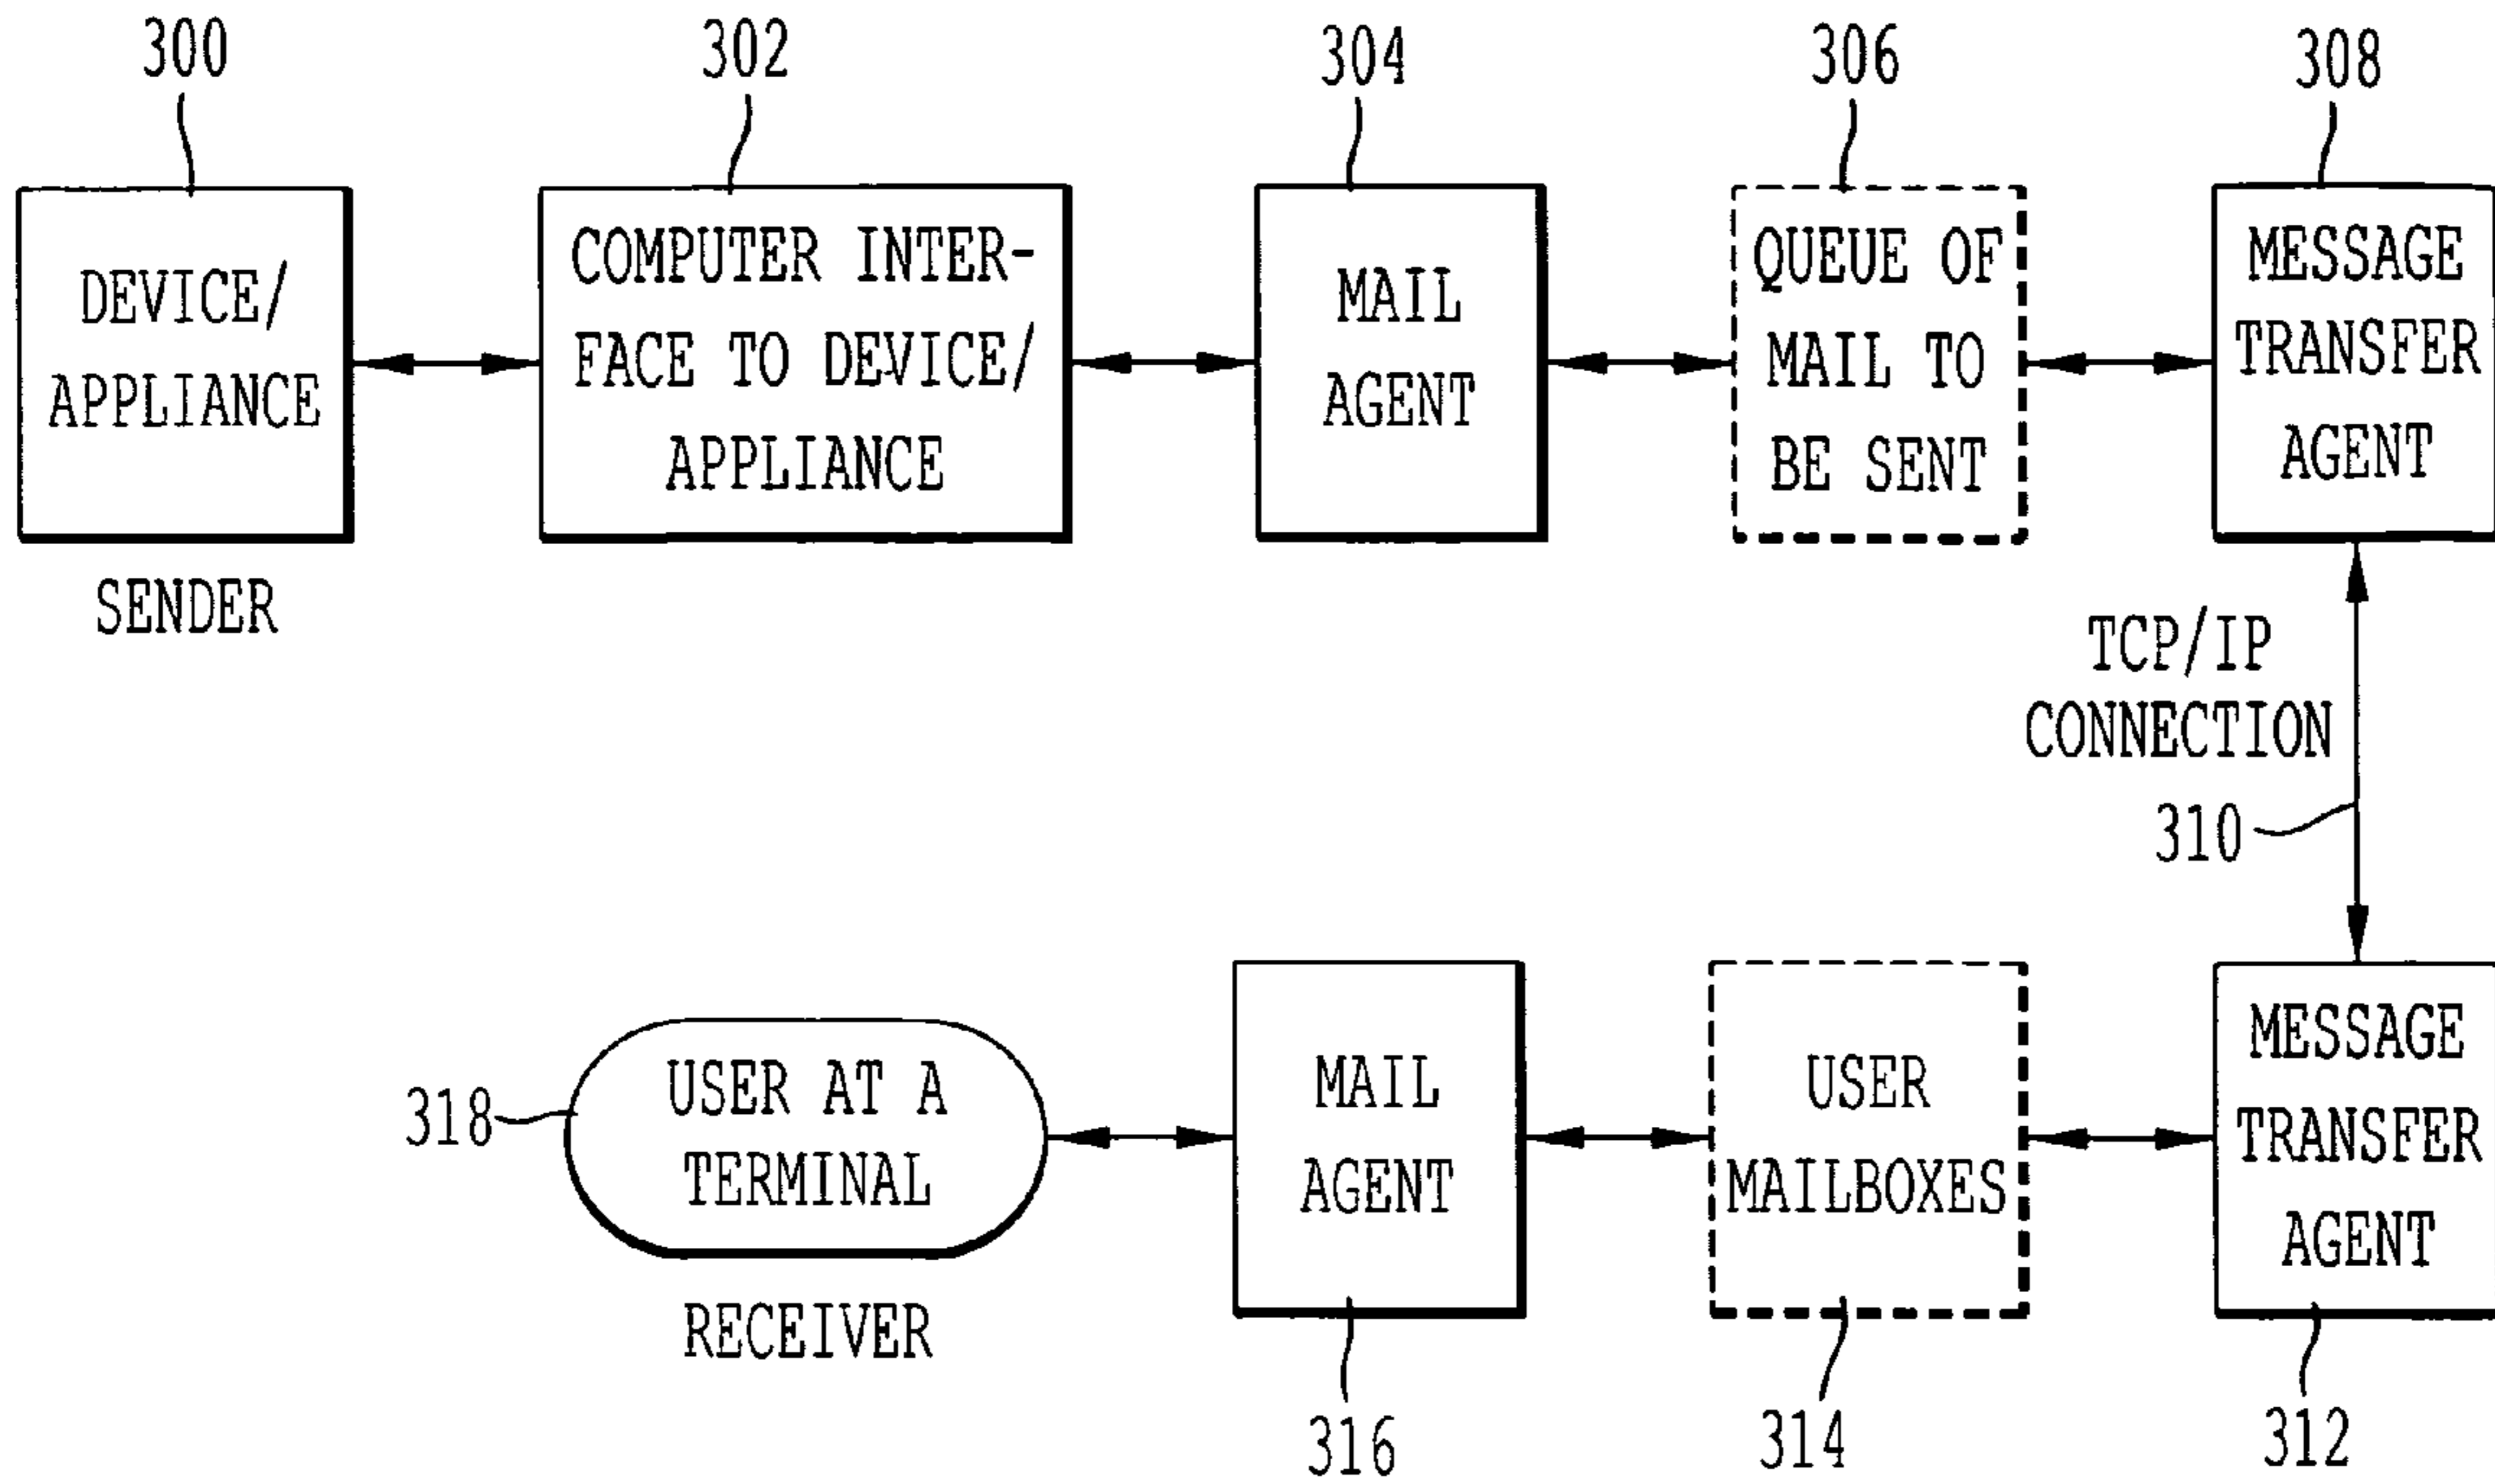 300
302
304
306
308
DEVICE/
APPLIANCE
COMPUTER INTER-
FACE TO DEVICE/
APPLIANCE
MAIL
AGENT
QUEUE OF
MAIL TO
BE SENT
MESSAGE
TRANSFER
AGENT
SENDER
TCP/IP
CONNECTION
310
318
USER AT A
TERMINAL
RECEIVER
MAIL
AGENT
USER
MAILBOXES
MESSAGE
TRANSFER
AGENT
316
314
312